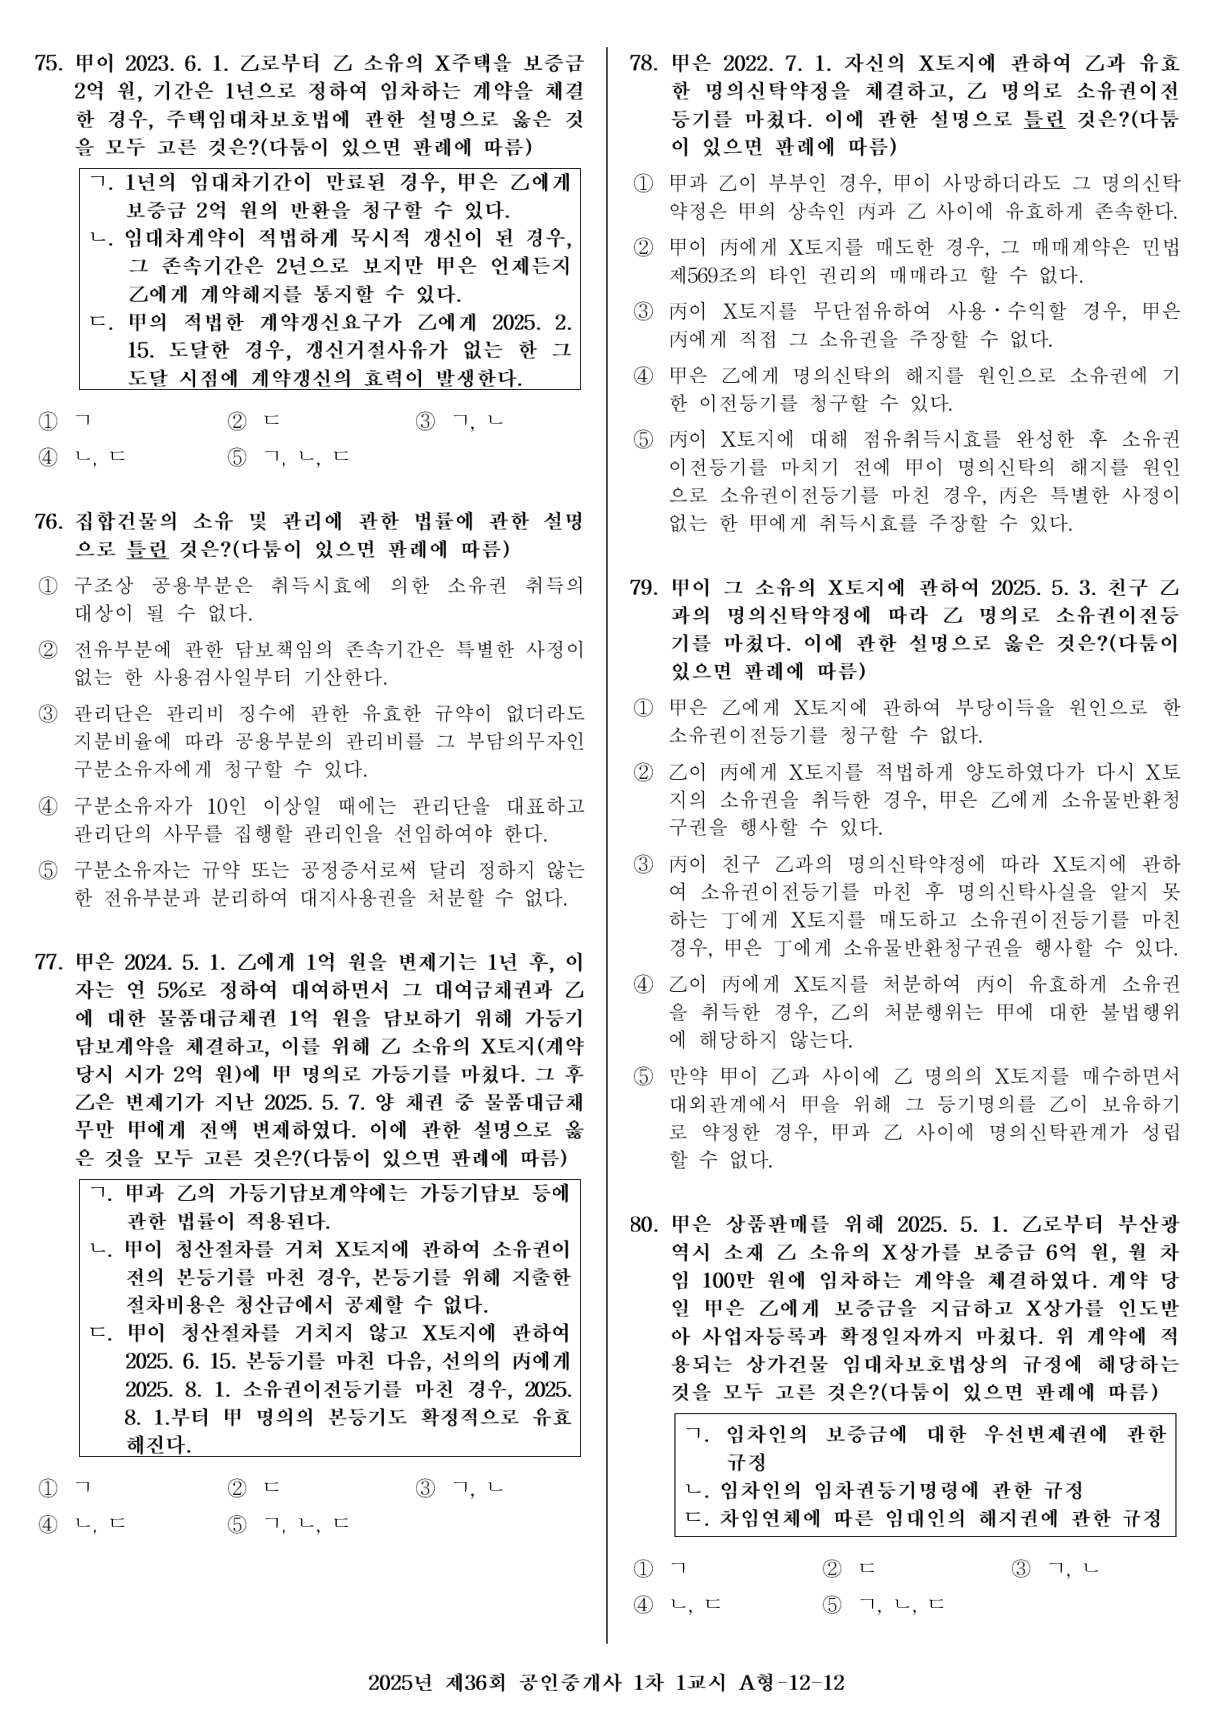 75. 甲이 2023. 6. 1. 乙로부터 乙 소유의 X주택을 보증금
2억 원, 기간은 1년으로 정하여 임차하는 계약을 체결
한 경우, 주택임대차보호법에 관한 설명으로 옳은 것
을 모두 고른 것은?(다툼이 있으면 판례에 따름)
ㄱ. 1년의 임대차기간이 만료된 경우, 甲은 乙에게
보증금 2억 원의 반환을 청구할 수 있다.
ㄴ. 임대차계약이 적법하게 묵시적 갱신이 된 경우,
그 존속기간은 2년으로 보지만 甲은 언제든지
乙에게 계약해지를 통지할 수 있다.
ㄷ. 甲의 적법한 계약갱신요구가 乙에게 2025. 2.
15. 도달한 경우, 갱신거절사유가 없는 한 그
도달 시점에 계약갱신의 효력이 발생한다.
① ㄱ ② ㄷ ③ ㄱ, ㄴ
④ ㄴ, ㄷ ⑤ ㄱ, ㄴ, ㄷ
76. 집합건물의 소유 및 관리에 관한 법률에 관한 설명
으로 틀린 것은?(다툼이 있으면 판례에 따름)
① 구조상 공용부분은 취득시효에 의한 소유권 취득의
대상이 될 수 없다.
② 전유부분에 관한 담보책임의 존속기간은 특별한 사정이
없는 한 사용검사일부터 기산한다.
③ 관리단은 관리비 징수에 관한 유효한 규약이 없더라도
지분비율에 따라 공용부분의 관리비를 그 부담의무자인
구분소유자에게 청구할 수 있다.
④ 구분소유자가 10인 이상일 때에는 관리단을 대표하고
관리단의 사무를 집행할 관리인을 선임하여야 한다.
⑤ 구분소유자는 규약 또는 공정증서로써 달리 정하지 않는
한 전유부분과 분리하여 대지사용권을 처분할 수 없다.
77. 甲은 2024. 5. 1. 乙에게 1억 원을 변제기는 1년 후, 이
자는 연 5%로 정하여 대여하면서 그 대여금채권과 乙
에 대한 물품대금채권 1억 원을 담보하기 위해 가등기
담보계약을 체결하고, 이를 위해 乙 소유의 X토지(계약
당시 시가 2억 원)에 甲 명의로 가등기를 마쳤다. 그 후
乙은 변제기가 지난 2025. 5. 7. 양 채권 중 물품대금채
무만 甲에게 전액 변제하였다. 이에 관한 설명으로 옳
은 것을 모두 고른 것은?(다툼이 있으면 판례에 따름)
ㄱ. 甲과 乙의 가등기담보계약에는 가등기담보 등에
관한 법률이 적용된다.
ㄴ. 甲이 청산절차를 거쳐 X토지에 관하여 소유권이
전의 본등기를 마친 경우, 본등기를 위해 지출한
절차비용은 청산금에서 공제할 수 없다.
ㄷ. 甲이 청산절차를 거치지 않고 X토지에 관하여
2025. 6. 15. 본등기를 마친 다음, 선의의 丙에게
2025. 8. 1. 소유권이전등기를 마친 경우, 2025.
8. 1.부터 甲 명의의 본등기도 확정적으로 유효
해진다.
① ㄱ ② ㄷ ③ ㄱ, ㄴ
④ ㄴ, ㄷ ⑤ ㄱ, ㄴ, ㄷ
78. 甲은 2022. 7. 1. 자신의 X토지에 관하여 乙과 유효
한 명의신탁약정을 체결하고, 乙 명의로 소유권이전
등기를 마쳤다. 이에 관한 설명으로 틀린 것은?(다툼
이 있으면 판례에 따름)
① 甲과 乙이 부부인 경우, 甲이 사망하더라도 그 명의신탁
약정은 甲의 상속인 丙과 乙 사이에 유효하게 존속한다.
② 甲이 丙에게 X토지를 매도한 경우, 그 매매계약은 민법
제569조의 타인 권리의 매매라고 할 수 없다.
③ 丙이 X토지를 무단점유하여 사용·수익할 경우, 甲은
丙에게 직접 그 소유권을 주장할 수 없다.
④ 甲은 乙에게 명의신탁의 해지를 원인으로 소유권에 기
한 이전등기를 청구할 수 있다.
⑤ 丙이 X토지에 대해 점유취득시효를 완성한 후 소유권
이전등기를 마치기 전에 甲이 명의신탁의 해지를 원인
으로 소유권이전등기를 마친 경우, 丙은 특별한 사정이
없는 한 甲에게 취득시효를 주장할 수 있다.
79. 甲이 그 소유의 X토지에 관하여 2025. 5. 3. 친구 乙
과의 명의신탁약정에 따라 乙 명의로 소유권이전등
기를 마쳤다. 이에 관한 설명으로 옳은 것은?(다툼이
있으면 판례에 따름)
① 甲은 乙에게 X토지에 관하여 부당이득을 원인으로 한
소유권이전등기를 청구할 수 없다.
② 乙이 丙에게 X토지를 적법하게 양도하였다가 다시 X토
지의 소유권을 취득한 경우, 甲은 乙에게 소유물반환청
구권을 행사할 수 있다.
③ 丙이 친구 乙과의 명의신탁약정에 따라 X토지에 관하
여 소유권이전등기를 마친 후 명의신탁사실을 알지 못
하는 丁에게 X토지를 매도하고 소유권이전등기를 마친
경우, 甲은 丁에게 소유물반환청구권을 행사할 수 있다.
④ 乙이 丙에게 X토지를 처분하여 丙이 유효하게 소유권
을 취득한 경우, 乙의 처분행위는 甲에 대한 불법행위
에 해당하지 않는다.
⑤ 만약 甲이 乙과 사이에 乙 명의의 X토지를 매수하면서
대외관계에서 甲을 위해 그 등기명의를 乙이 보유하기
로 약정한 경우, 甲과 乙 사이에 명의신탁관계가 성립
할 수 없다.
80. 甲은 상품판매를 위해 2025. 5. 1. 乙로부터 부산광
역시 소재 乙 소유의 X상가를 보증금 6억 원, 월 차
임 100만 원에 임차하는 계약을 체결하였다. 계약 당
일 甲은 乙에게 보증금을 지급하고 X상가를 인도받
아 사업자등록과 확정일자까지 마쳤다. 위 계약에 적
용되는 상가건물 임대차보호법상의 규정에 해당하는
것을 모두 고른 것은?(다툼이 있으면 판례에 따름)
ㄱ. 임차인의 보증금에 대한 우선변제권에 관한
규정
ㄴ. 임차인의 임차권등기명령에 관한 규정
ㄷ. 차임연체에 따른 임대인의 해지권에 관한 규정
① ㄱ ② ㄷ ③ ㄱ, ㄴ
④ ㄴ, ㄷ ⑤ ㄱ, ㄴ, ㄷ
2025년 제36회 공인중개사 1차 1교시 A형-12-12